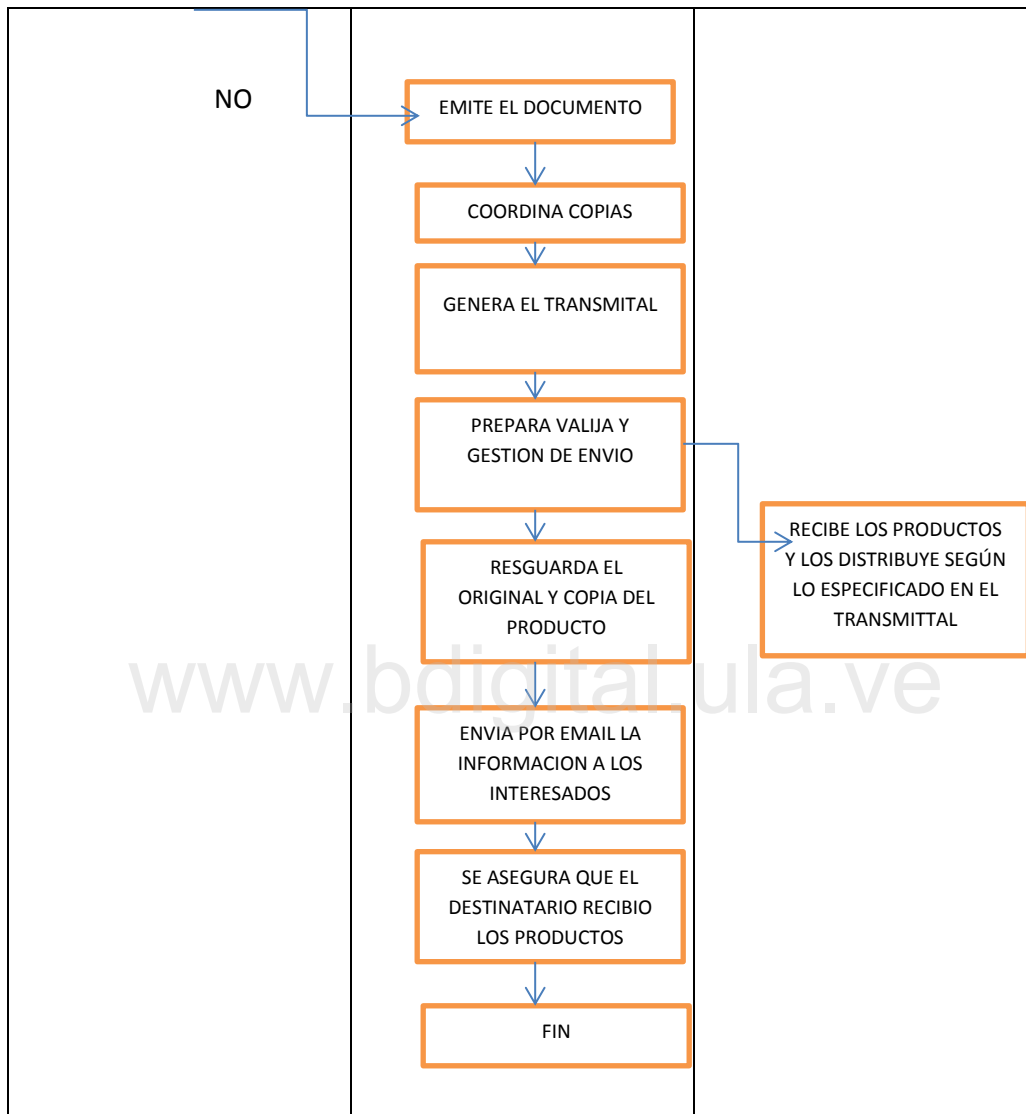 NO
EMITE EL DOCUMENTO
COORDINA COPIAS
GENERA EL TRANSMITAL
PREPARA VALIJA Y
GESTION DE ENVIO
RECIBE LOS PRODUCTOS
Y LOS DISTRIBUYE SEGÚN
LO ESPECIFICADO EN EL
TRANSMITTAL
RESGUARDA EL
ORIGINAL Y COPIA DEL
PRODUCTO
www.bdigital.ula.ve
ENVIA POR EMAIL LA
INFORMACION A LOS
INTERESADOS
SE ASEGURA QUE EL
DESTINATARIO RECIBIO
LOS PRODUCTOS
FIN